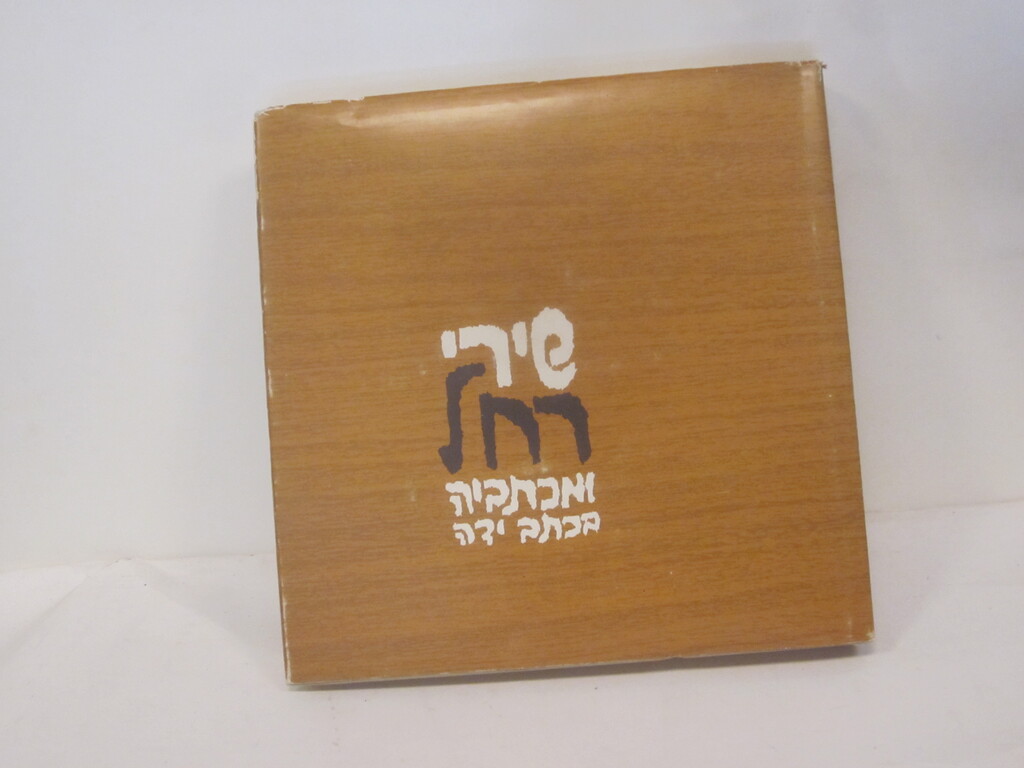 שירי
רחל
ומכתביה
בכתב ידה